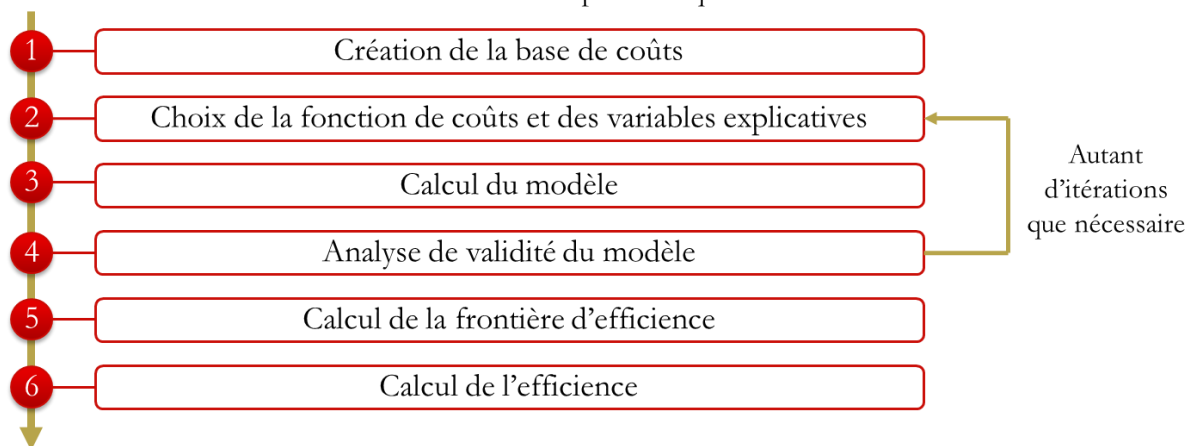 1 Création de la base de coûts
2 Choix de la fonction de coûts et des variables explicatives
3 Calcul du modèle
4 Analyse de validité du modèle
5 Calcul de la frontière d'efficience
6 Calcul de l'efficience
Autant
d'itérations
que nécessaire